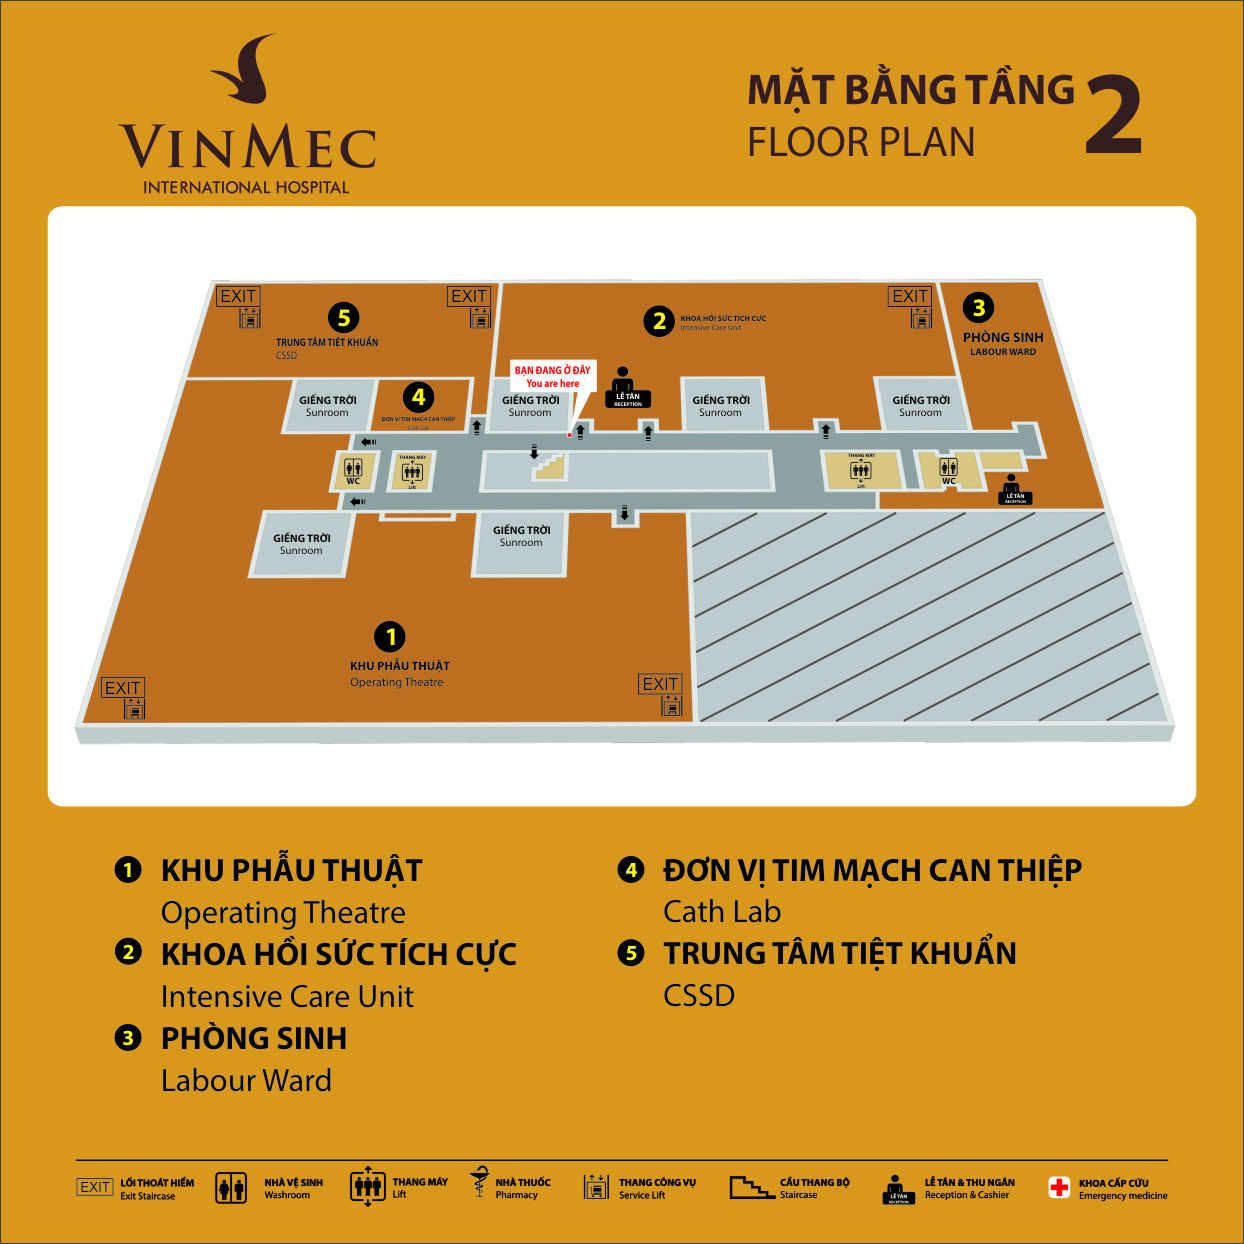 VINMEC
INTERNATIONAL HOSPITAL
MẶT BẰNG TẦNG 2
FLOOR PLAN
EXIT
5
TRUNG TÂM TIỆT KHUẨN
CSSD
EXIT
2
KHOA HỒI SỨC TÍCH CỰC
Intensive Care Unit
EXIT
3
PHÒNG SINH
LABOUR WARD
GIẾNG TRỜI
Sunroom
4
ĐƠN VỊ TIM MẠCH CAN THIỆP
Cath Lab
BẠN ĐANG Ở ĐÂY
You are here
GIẾNG TRỜI
Sunroom
LỄ TÂN
RECEPTION
GIẾNG TRỜI
Sunroom
GIẾNG TRỜI
Sunroom
WC
THANG MÁY
Lift
THANG MÁY
Lift
WC
LỄ TÂN
RECEPTION
GIẾNG TRỜI
Sunroom
GIẾNG TRỜI
Sunroom
1
KHU PHẪU THUẬT
Operating Theatre
EXIT
EXIT
1 KHU PHẪU THUẬT
Operating Theatre
2 KHOA HỒI SỨC TÍCH CỰC
Intensive Care Unit
3 PHÒNG SINH
Labour Ward
4 ĐƠN VỊ TIM MẠCH CAN THIỆP
Cath Lab
5 TRUNG TÂM TIỆT KHUẨN
CSSD
EXIT
LỐI THOÁT HIỂM
Exit Staircase
NHÀ VỆ SINH
Washroom
THANG MÁY
Lift
NHÀ THUỐC
Pharmacy
THANG CÔNG VỤ
Service Lift
CẦU THANG BỘ
Staircase
LỄ TÂN
RECEPTION
LỄ TÂN & THU NGÂN
Reception & Cashier
KHOA CẤP CỨU
Emergency medicine